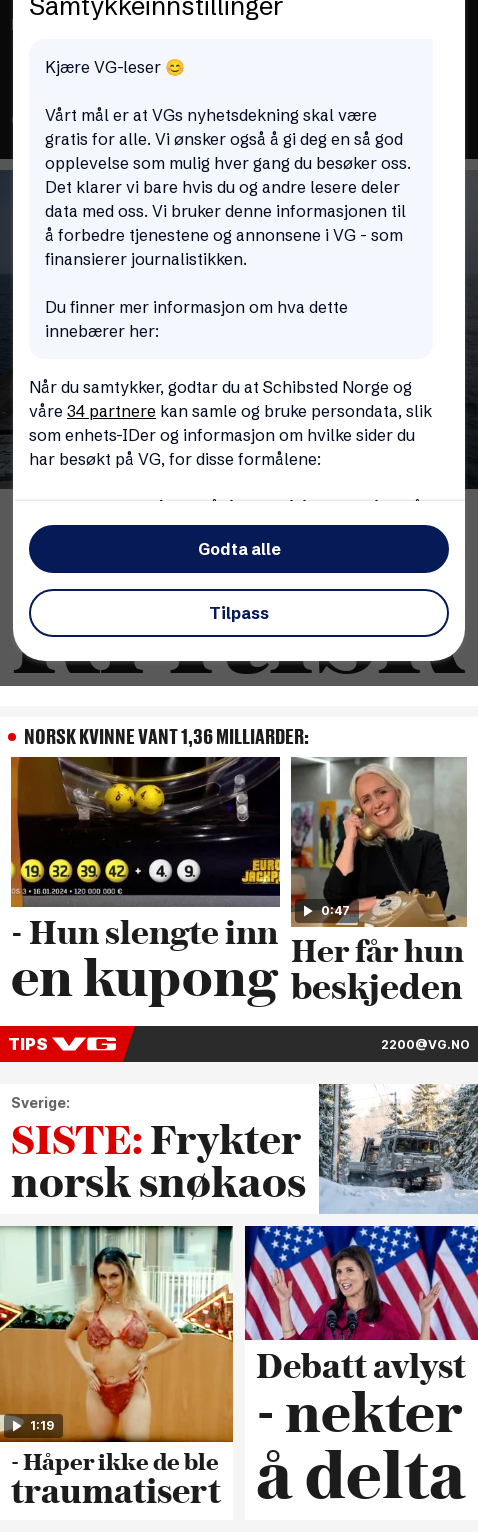 Samtykkeinnstillinger
Kjære VG-leser 😊
Vårt mål er at VGs nyhetsdekning skal være
gratis for alle. Vi ønsker også å gi deg en så god
opplevelse som mulig hver gang du besøker oss.
Det klarer vi bare hvis du og andre lesere deler
data med oss. Vi bruker denne informasjonen til
å forbedre tjenestene og annonsene i VG - som
finansierer journalistikken.
Du finner mer informasjon om hva dette
innebærer her:
Når du samtykker, godtar du at Schibsted Norge og
våre 34 partnere kan samle og bruke persondata, slik
som enhets-IDer og informasjon om hvilke sider du
har besøkt på VG, for disse formålene:
Godta alle
Tilpass
NORSK KVINNE VANT 1,36 MILLIARDER:
19 32 39 42 + 4 9
16.01.2024 • 120 000 000 €
EURO
JACKPOT
- Hun slengte inn
en kupong
0:47
Her får hun
beskjeden
TIPS VG
2200@VG.NO
Sverige:
SISTE: Frykter
norsk snøkaos
1:19
- Håper ikke de ble
traumatisert
Debatt avlyst
- nekter
å delta